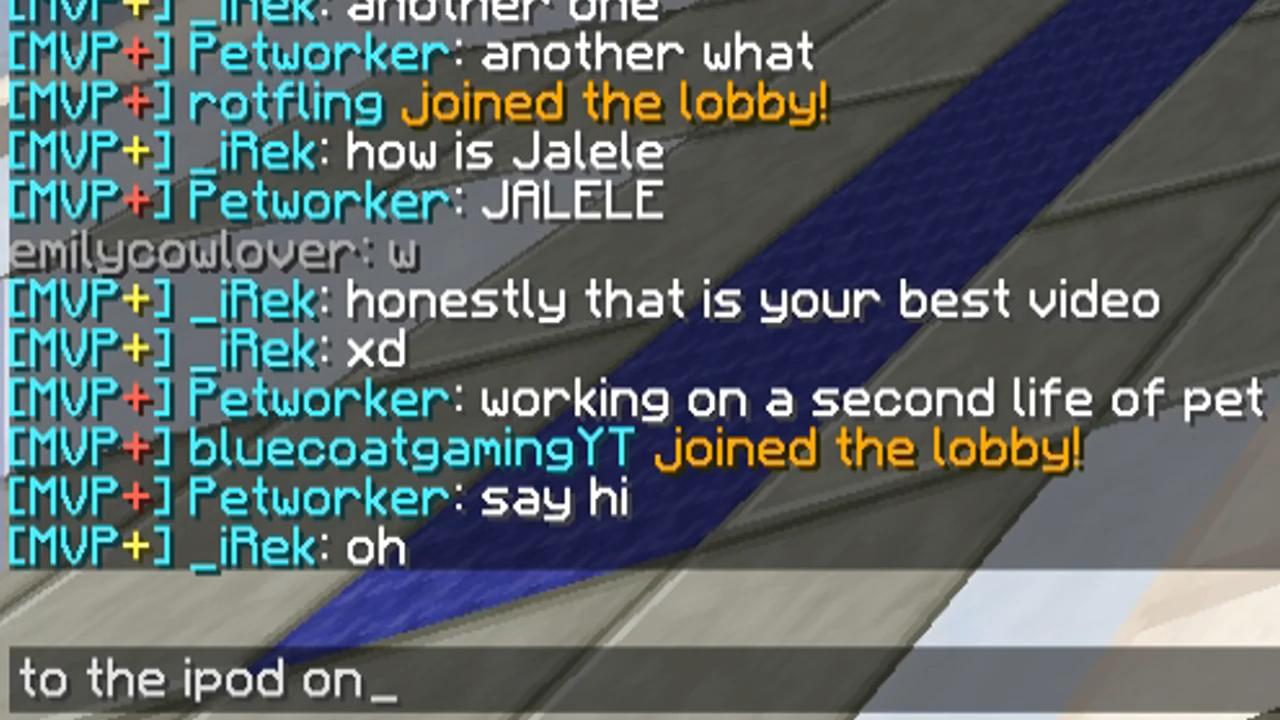 [MVP+] _iRek: another one
[MVP+] Petworker: another what
[MVP+] rotfling joined the lobby!
[MVP+] _iRek: how is Jalele
[MVP+] Petworker: JALELE
emilycowlover: w
[MVP+] _iRek: honestly that is your best video
[MVP+] _iRek: xd
[MVP+] Petworker: working on a second life of pet
[MVP+] bluecoatgamingYT joined the lobby!
[MVP+] Petworker: say hi
[MVP+] _iRek: oh
to the ipod on_